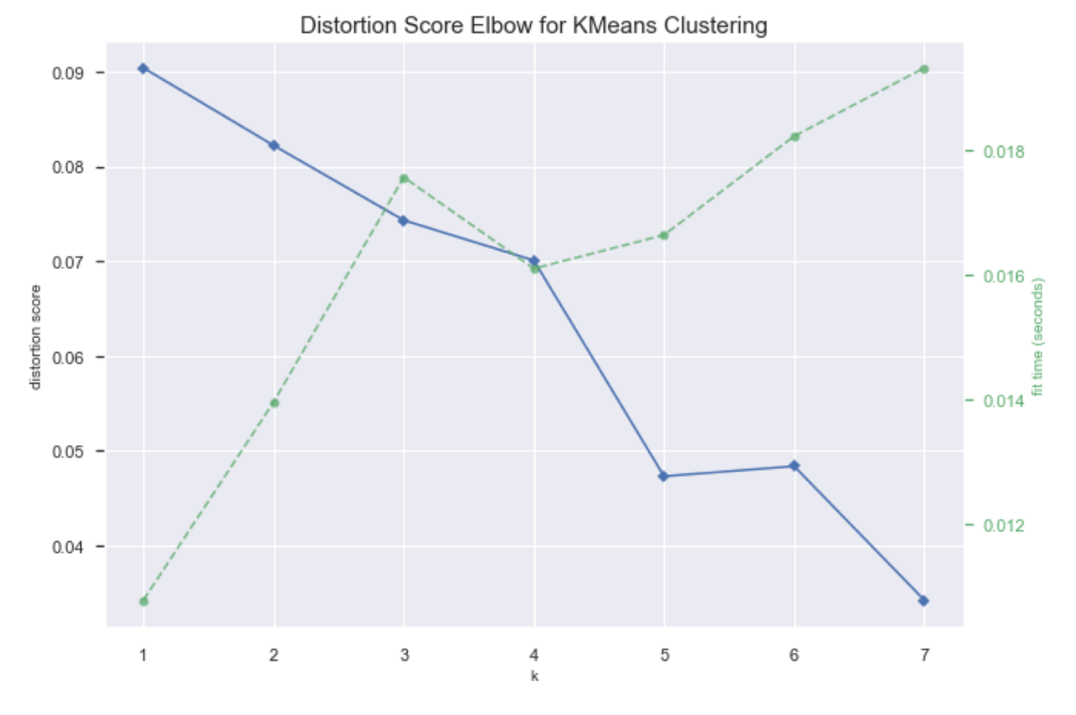 Distortion Score Elbow for KMeans Clustering
0.09
0.08
0.07
0.06
0.05
0.04
distortion score
0.018
0.016
0.014
0.012
fit time (seconds)
1 2 3 4 5 6 7
k